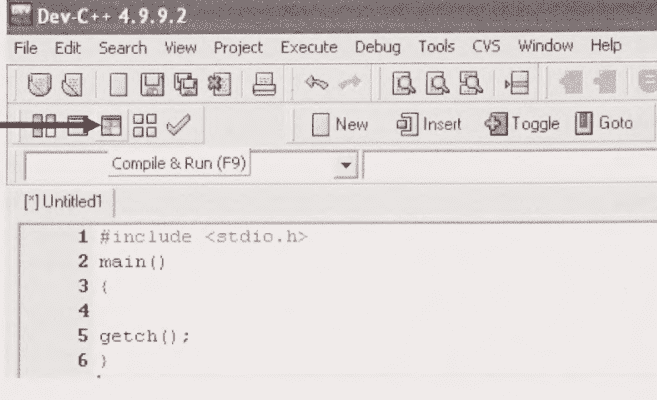 Dev-C++ 4.9.9.2
File Edit Search View Project Execute Debug Tools CVS Window Help
New Insert Toggle Goto
Compile & Run (F9)
[*] Untitled1
1 #include <stdio.h>
2 main()
3 {
4
5 getch();
6 }